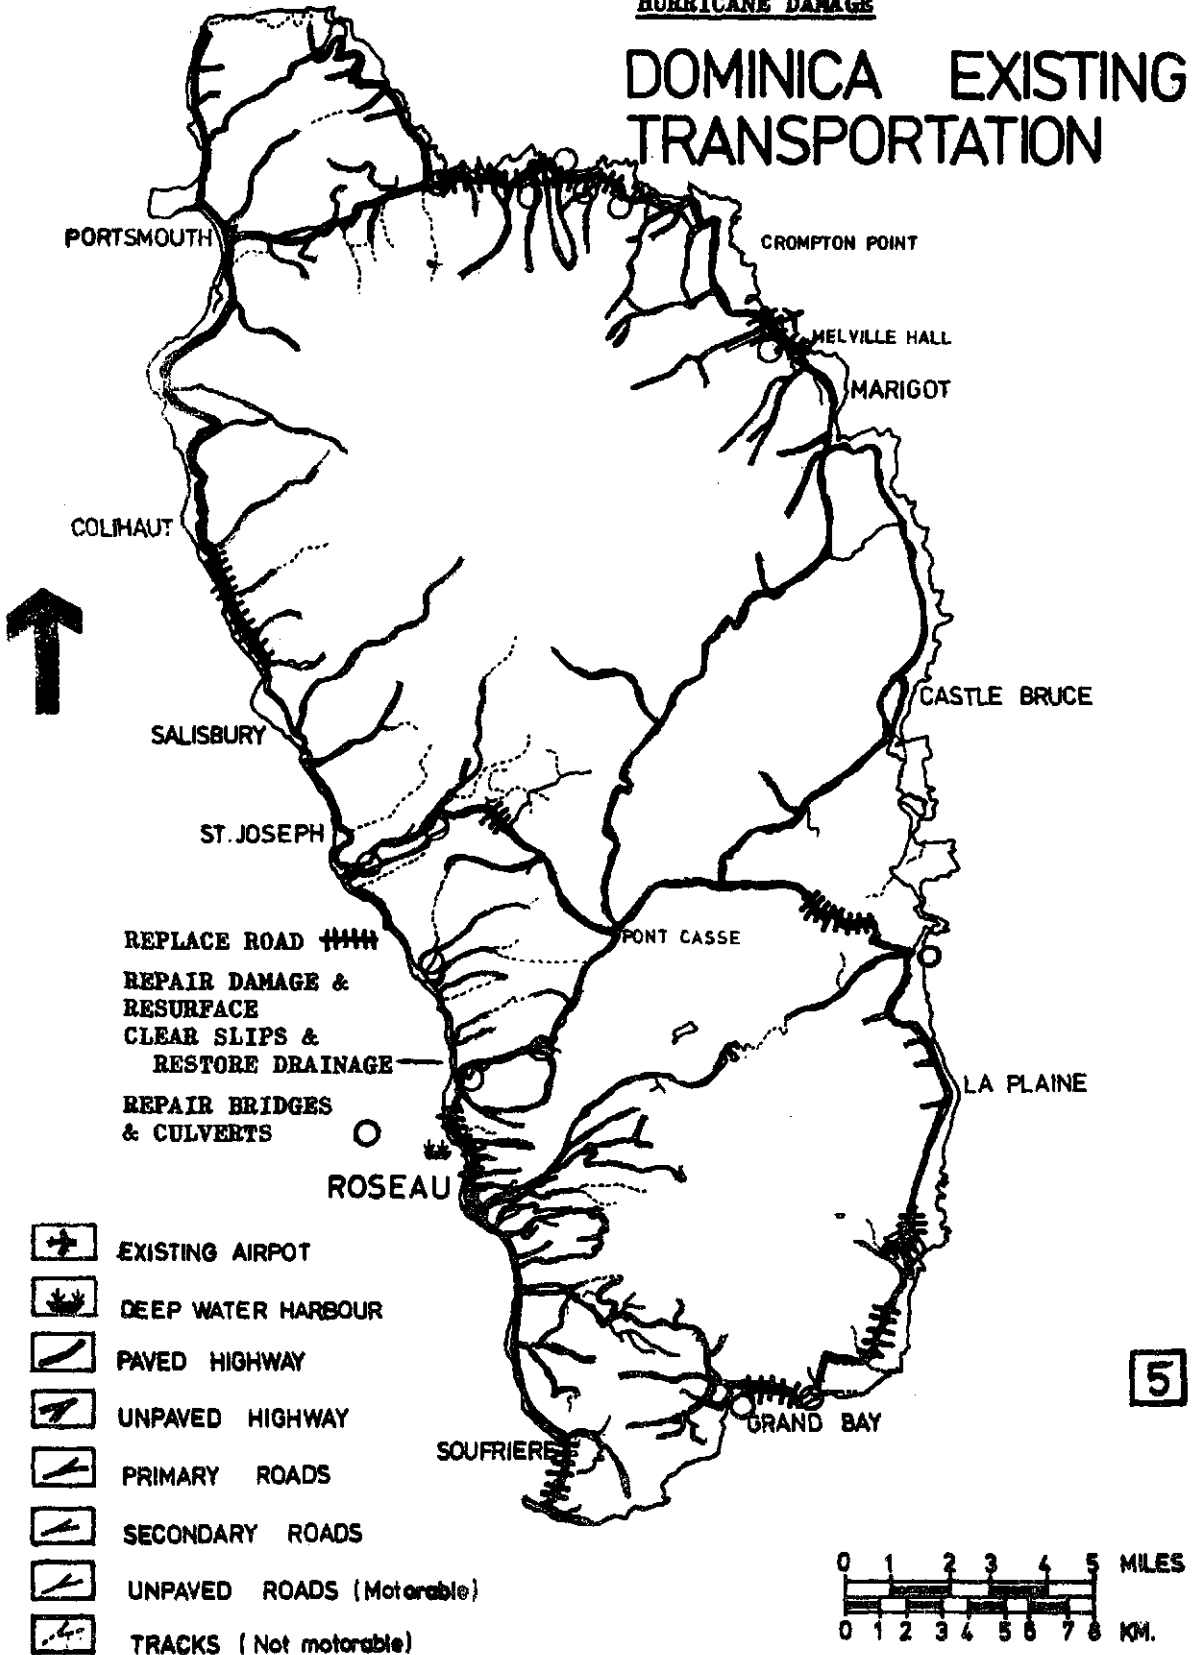 HURRICANE DAMAGE
DOMINICA EXISTING
TRANSPORTATION
PORTSMOUTH
CROMPTON POINT
MELVILLE HALL
MARIGOT
COLIHAUT
CASTLE BRUCE
SALISBURY
ST. JOSEPH
PONT CASSE
REPLACE ROAD
REPAIR DAMAGE &
RESURFACE
CLEAR SLIPS &
RESTORE DRAINAGE
REPAIR BRIDGES
& CULVERTS
LA PLAINE
ROSEAU
EXISTING AIRPOT
DEEP WATER HARBOUR
PAVED HIGHWAY
UNPAVED HIGHWAY
PRIMARY ROADS
SECONDARY ROADS
UNPAVED ROADS (Motorable)
TRACKS (Not motorable)
5
GRAND BAY
SOUFRIERE
0 1 2 3 4 5 MILES
0 1 2 3 4 5 6 7 8 KM.